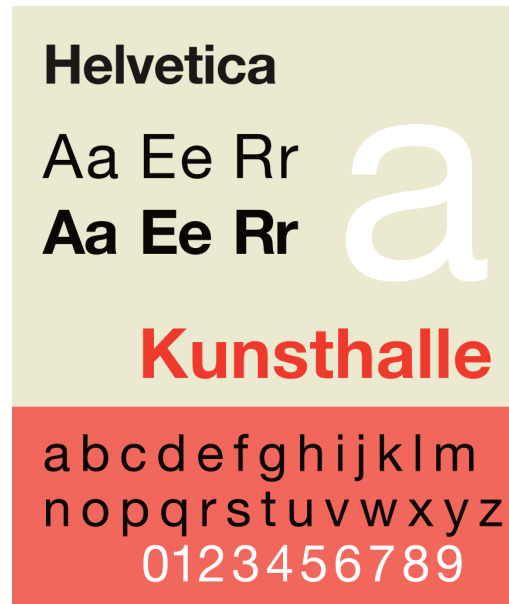 Helvetica
Aa Ee Rr
Aa Ee Rr
a
Kunsthalle
abcdefghijklm
nopqrstuvwxyz
0123456789